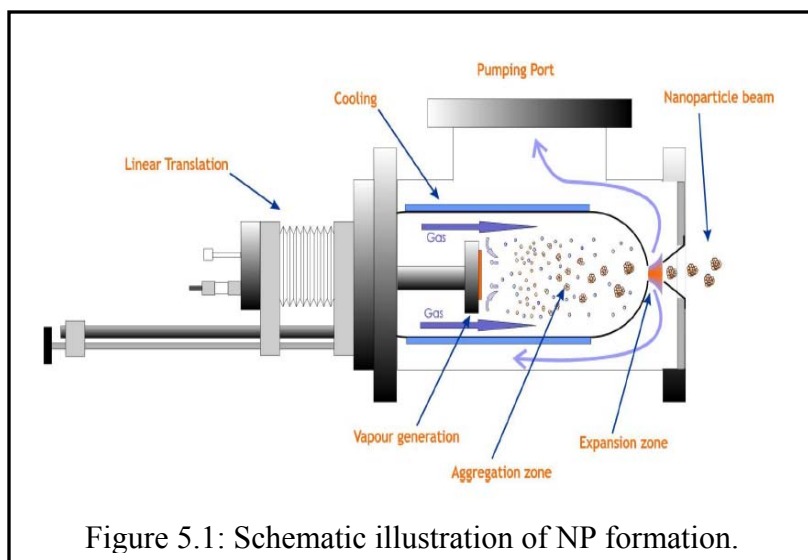 Pumping Port
Nanoparticle beam
Cooling
Linear Translation
Gas
Gas
Vapour generation
Expansion zone
Aggregation zone
Figure 5.1: Schematic illustration of NP formation.